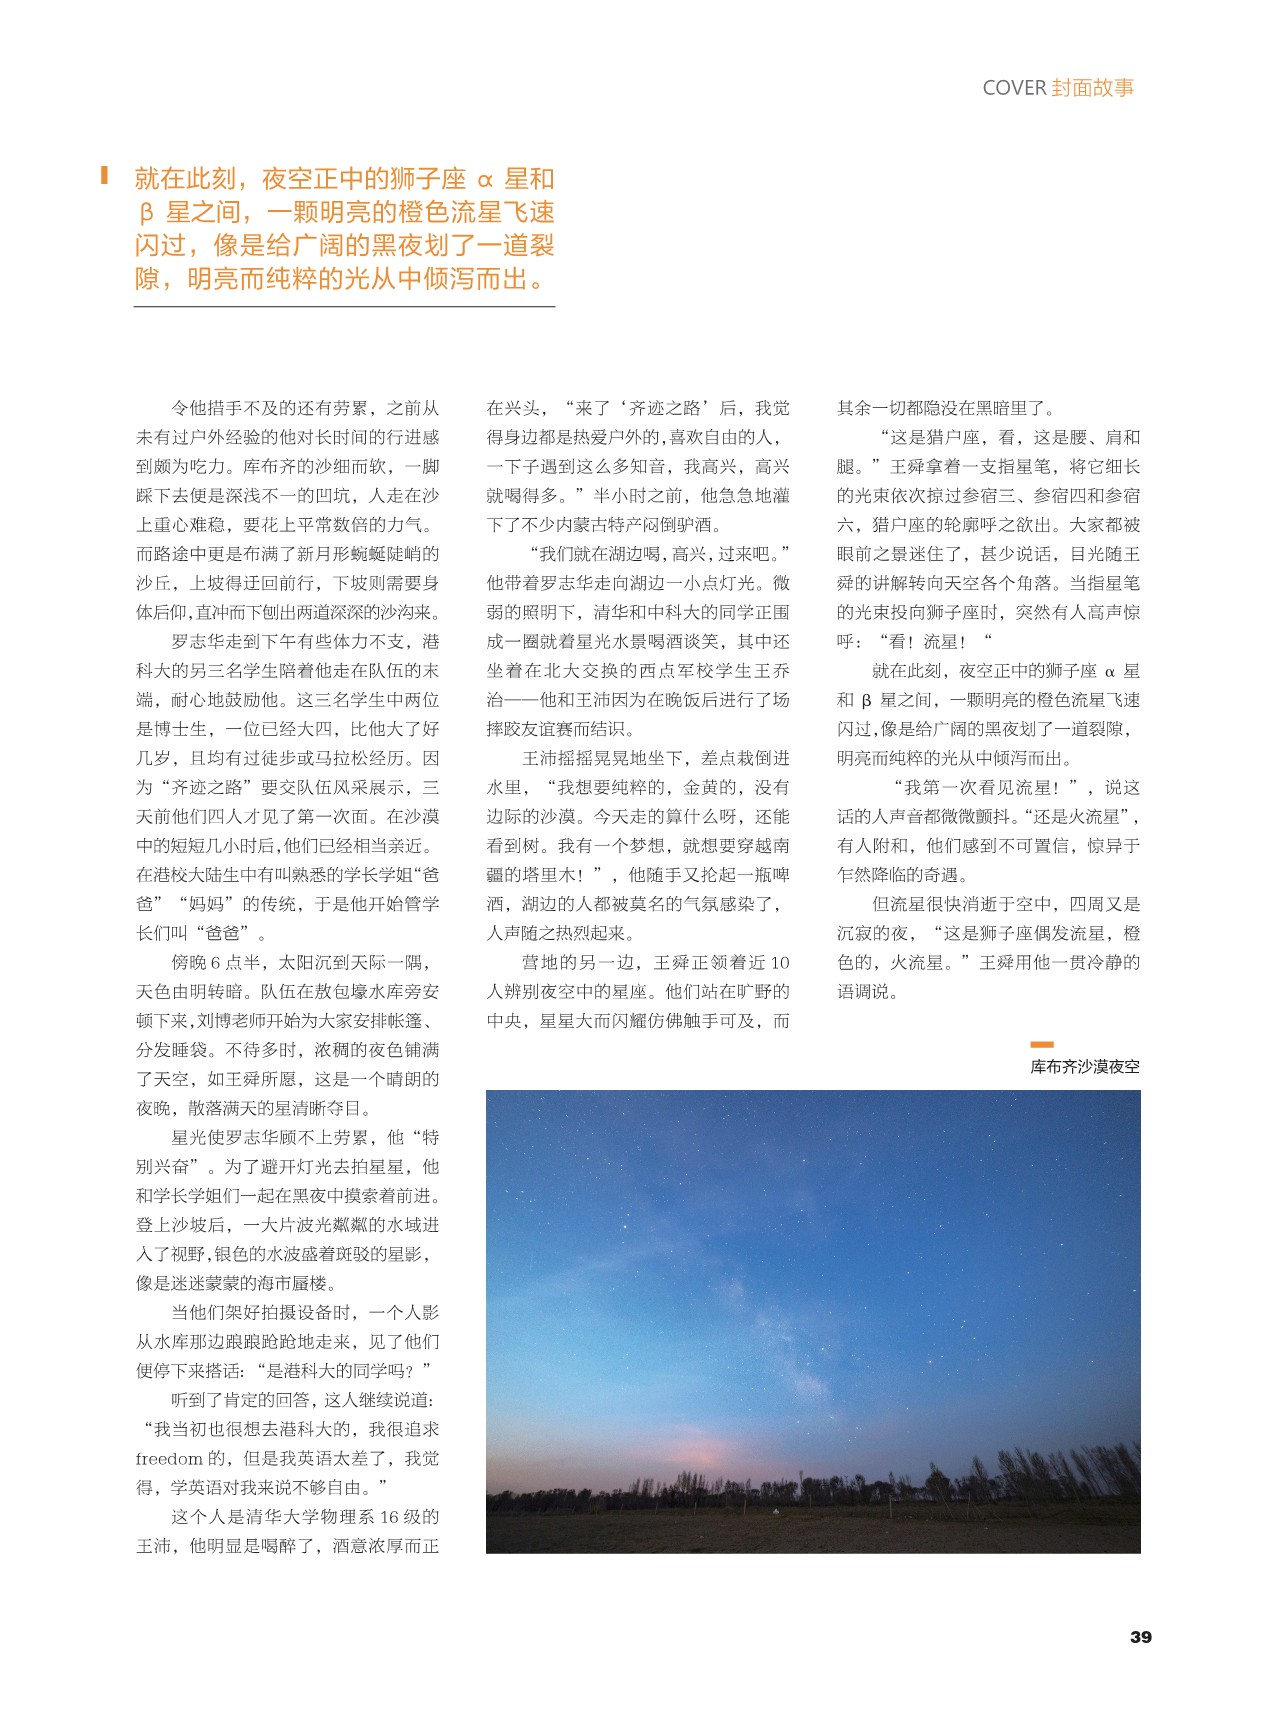 COVER 封面故事
就在此刻，夜空正中的狮子座 α 星和
β 星之间，一颗明亮的橙色流星飞速
闪过，像是给广阔的黑夜划了一道裂
隙，明亮而纯粹的光从中倾泻而出。
令他措手不及的还有劳累，之前从
未有过户外经验的他对长时间的行进感
到颇为吃力。库布齐的沙细而软，一脚
踩下去便是深浅不一的凹坑，人走在沙
上重心难稳，要花上平常数倍的力气。
而路途中更是布满了新月形蜿蜒陡峭的
沙丘，上坡得迂回前行，下坡则需要身
体后仰，直冲而下刨出两道深深的沙沟来。
罗志华走到下午有些体力不支，港
科大的另三名学生陪着他走在队伍的末
端，耐心地鼓励他。这三名学生中两位
是博士生，一位已经大四，比他大了好
几岁，且均有过徒步或马拉松经历。因
为“齐迹之路”要交队伍风采展示，三
天前他们四人才见了第一次面。在沙漠
中的短短几小时后，他们已经相当亲近。
在港校大陆生中有叫熟悉的学长学姐“爸
爸”“妈妈”的传统，于是他开始管学
长们叫“爸爸”。
傍晚 6 点半，太阳沉到天际一隅，
天色由明转暗。队伍在敖包壕水库旁安
顿下来，刘博老师开始为大家安排帐篷、
分发睡袋。不待多时，浓稠的夜色铺满
了天空，如王舜所愿，这是一个晴朗的
夜晚，散落满天的星清晰夺目。
星光使罗志华顾不上劳累，他“特
别兴奋”。为了避开灯光去拍星星，他
和学长学姐们一起在黑夜中摸索着前进。
登上沙坡后，一大片波光粼粼的水域进
入了视野，银色的水波盛着斑驳的星影，
像是迷迷蒙蒙的海市蜃楼。
当他们架好拍摄设备时，一个人影
从水库那边踉踉跄跄地走来，见了他们
便停下来搭话：“是港科大的同学吗？”
听到了肯定的回答，这人继续说道：
“我当初也很想去港科大的，我很追求
freedom 的，但是我英语太差了，我觉
得，学英语对我来说不够自由。”
这个人是清华大学物理系 16 级的
王沛，他明显是喝醉了，酒意浓厚而正
在兴头，“来了‘齐迹之路’后，我觉
得身边都是热爱户外的，喜欢自由的人，
一下子遇到这么多知音，我高兴，高兴
就喝得多。”半小时之前，他急急地灌
下了不少内蒙古特产闷倒驴酒。
“我们就在湖边喝，高兴，过来吧。”
他带着罗志华走向湖边一小点灯光。微
弱的照明下，清华和中科大的同学正围
成一圈就着星光水景喝酒谈笑，其中还
坐着在北大交换的西点军校学生王乔
治——他和王沛因为在晚饭后进行了场
摔跤友谊赛而结识。
王沛摇摇晃晃地坐下，差点栽倒进
水里，“我想要纯粹的，金黄的，没有
边际的沙漠。今天走的算什么呀，还能
看到树。我有一个梦想，就想要穿越南
疆的塔里木！”，他随手又抡起一瓶啤
酒，湖边的人都被莫名的气氛感染了，
人声随之热烈起来。
营地的另一边，王舜正领着近 10
人辨别夜空中的星座。他们站在旷野的
中央，星星大而闪耀仿佛触手可及，而
其余一切都隐没在黑暗里了。
“这是猎户座，看，这是腰、肩和
腿。”王舜拿着一支指星笔，将它细长
的光束依次掠过参宿三、参宿四和参宿
六，猎户座的轮廓呼之欲出。大家都被
眼前之景迷住了，甚少说话，目光随王
舜的讲解转向天空各个角落。当指星笔
的光束投向狮子座时，突然有人高声惊
呼：“看！流星！“
就在此刻，夜空正中的狮子座 α 星
和 β 星之间，一颗明亮的橙色流星飞速
闪过，像是给广阔的黑夜划了一道裂隙，
明亮而纯粹的光从中倾泻而出。
“我第一次看见流星！”，说这
话的人声音都微微颤抖。“还是火流星”，
有人附和，他们感到不可置信，惊异于
乍然降临的奇遇。
但流星很快消逝于空中，四周又是
沉寂的夜，“这是狮子座偶发流星，橙
色的，火流星。”王舜用他一贯冷静的
语调说。
库布齐沙漠夜空
39